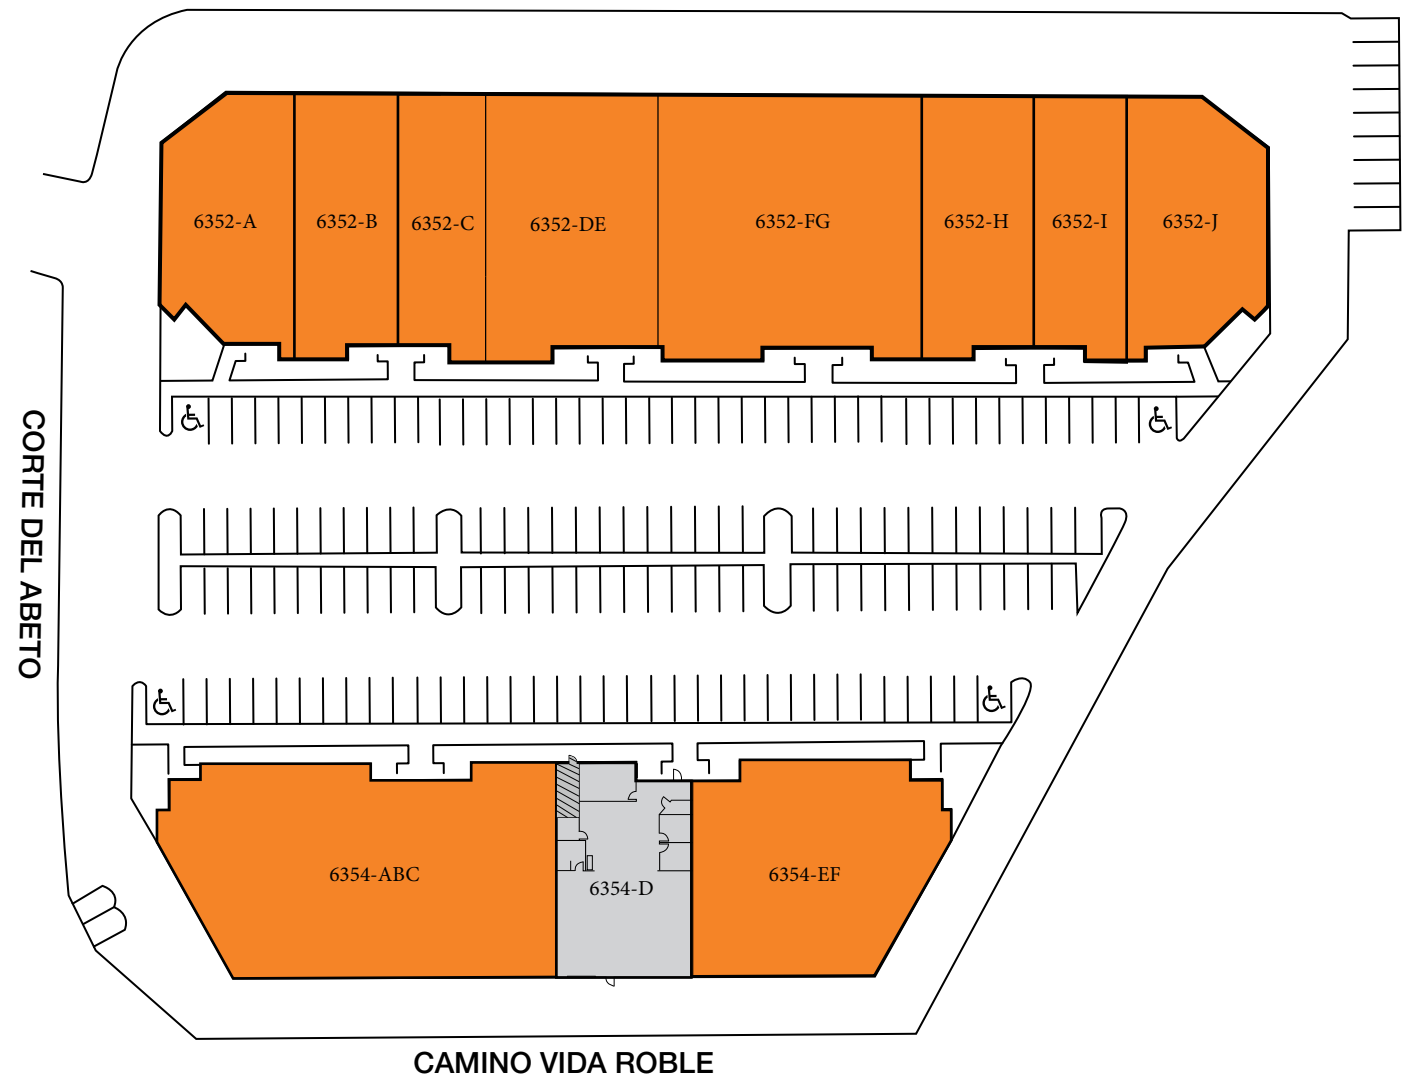 6352-A
6352-B
6352-C
6352-DE
6352-FG
6352-H
6352-I
6352-J
CORTE DEL ABETO
6354-ABC
6354-D
6354-EF
CAMINO VIDA ROBLE